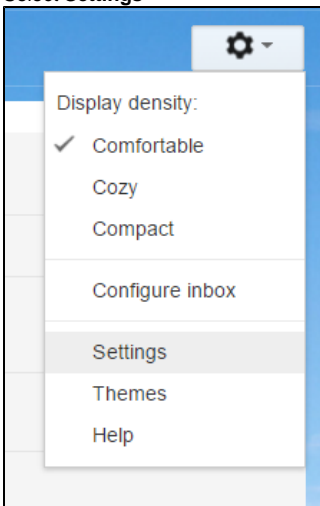 Select Settings
Display density:
Comfortable
Cozy
Compact
Configure inbox
Settings
Themes
Help